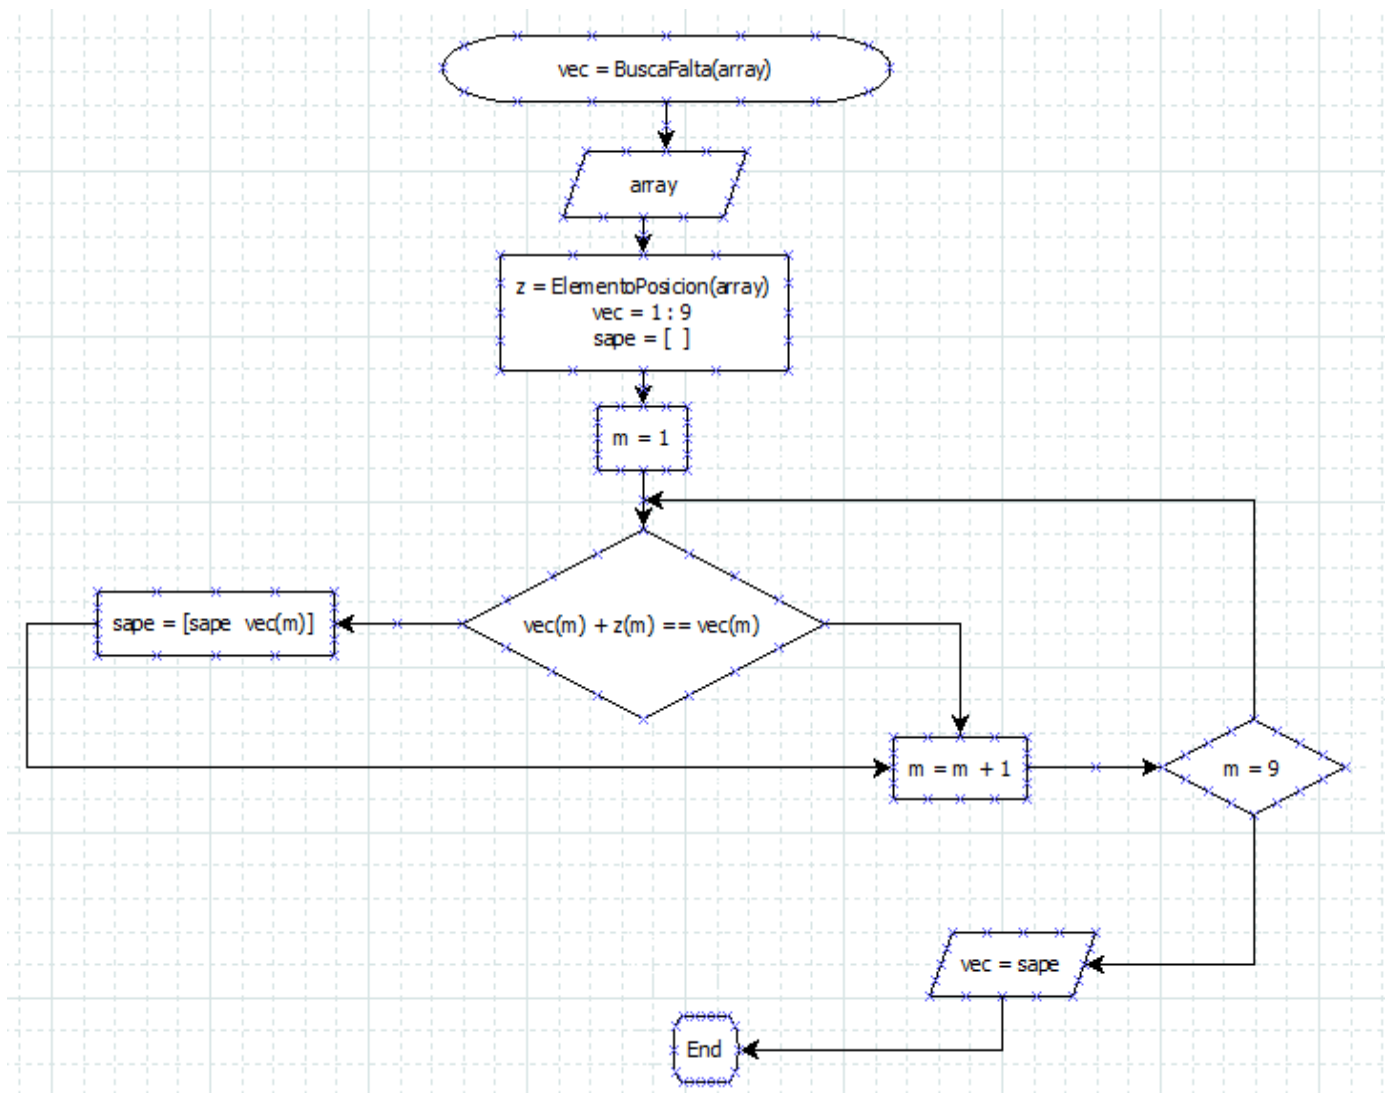 vec = BuscaFalta(array)
array
z = ElementoPosicion(array)
vec = 1 : 9
sape = [ ]
m = 1
vec(m) + z(m) == vec(m)
sape = [sape vec(m)]
m = m + 1
m = 9
vec = sape
End